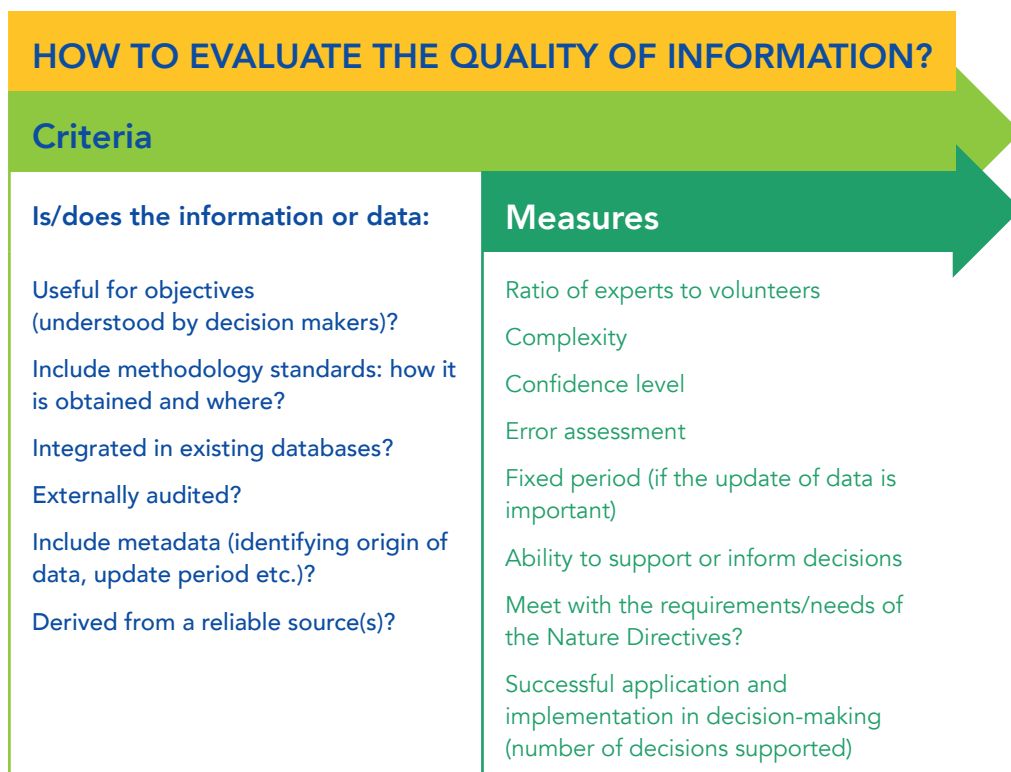 HOW TO EVALUATE THE QUALITY OF INFORMATION?
Criteria
Is/does the information or data:
Useful for objectives
(understood by decision makers)?
Include methodology standards: how it
is obtained and where?
Integrated in existing databases?
Externally audited?
Include metadata (identifying origin of
data, update period etc.)?
Derived from a reliable source(s)?
Measures
Ratio of experts to volunteers
Complexity
Confidence level
Error assessment
Fixed period (if the update of data is
important)
Ability to support or inform decisions
Meet with the requirements/needs of
the Nature Directives?
Successful application and
implementation in decision-making
(number of decisions supported)